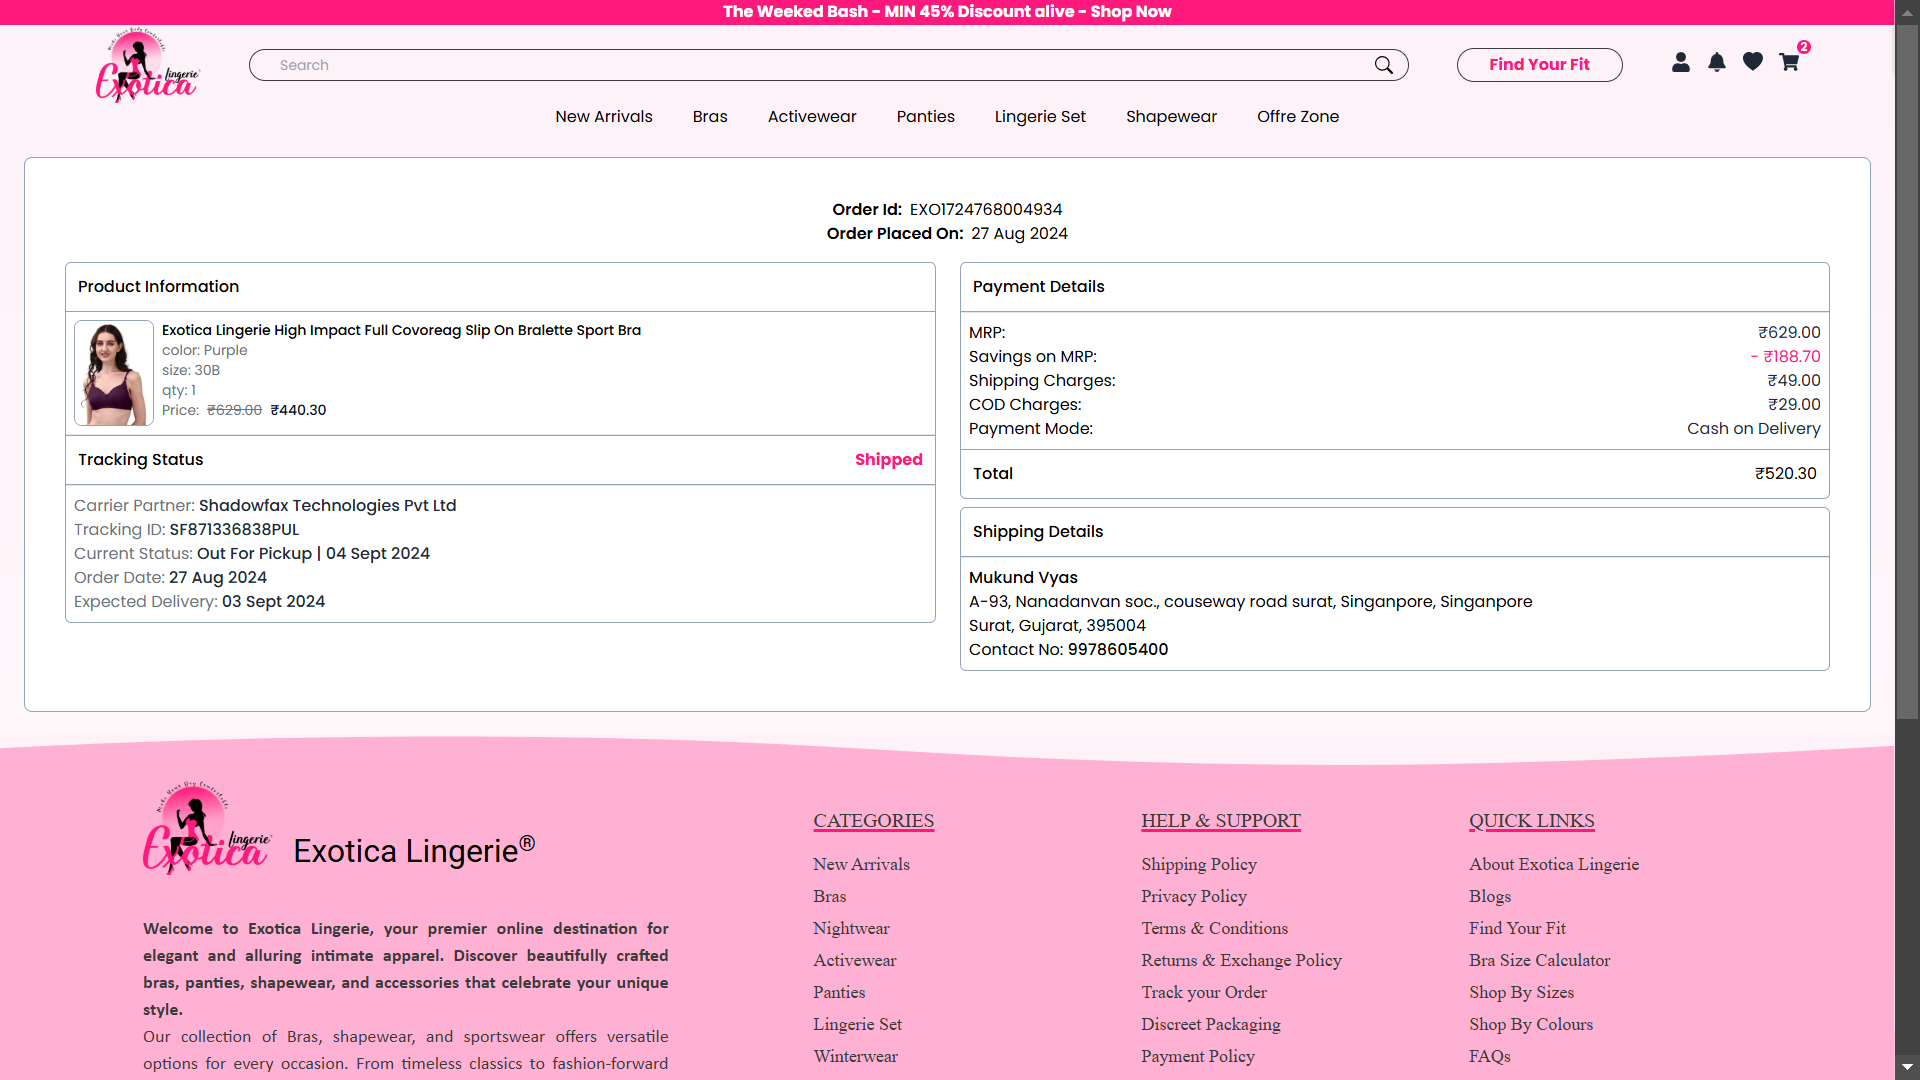 The Weeked Bash - MIN 45% Discount alive - Shop Now
Make Your Body Comfortable
Exotica lingerie®
Search
Find Your Fit
2
New Arrivals Bras Activewear Panties Lingerie Set Shapewear Offre Zone
Order Id: EXO1724768004934
Order Placed On: 27 Aug 2024
Product Information
Exotica Lingerie High Impact Full Covoreag Slip On Bralette Sport Bra
color: Purple
size: 30B
qty: 1
Price: ₹629.00 ₹440.30
Tracking Status Shipped
Carrier Partner: Shadowfax Technologies Pvt Ltd
Tracking ID: SF871336838PUL
Current Status: Out For Pickup | 04 Sept 2024
Order Date: 27 Aug 2024
Expected Delivery: 03 Sept 2024
Payment Details
MRP: ₹629.00
Savings on MRP: - ₹188.70
Shipping Charges: ₹49.00
COD Charges: ₹29.00
Payment Mode: Cash on Delivery
Total ₹520.30
Shipping Details
Mukund Vyas
A-93, Nanadanvan soc., couseway road surat, Singanpore, Singanpore
Surat, Gujarat, 395004
Contact No: 9978605400
Exotica lingerie®
Exotica Lingerie®
Welcome to Exotica Lingerie, your premier online destination for
elegant and alluring intimate apparel. Discover beautifully crafted
bras, panties, shapewear, and accessories that celebrate your unique
style.
Our collection of Bras, shapewear, and sportswear offers versatile
options for every occasion. From timeless classics to fashion-forward
CATEGORIES
New Arrivals
Bras
Nightwear
Activewear
Panties
Lingerie Set
Winterwear
HELP & SUPPORT
Shipping Policy
Privacy Policy
Terms & Conditions
Returns & Exchange Policy
Track your Order
Discreet Packaging
Payment Policy
QUICK LINKS
About Exotica Lingerie
Blogs
Find Your Fit
Bra Size Calculator
Shop By Sizes
Shop By Colours
FAQs